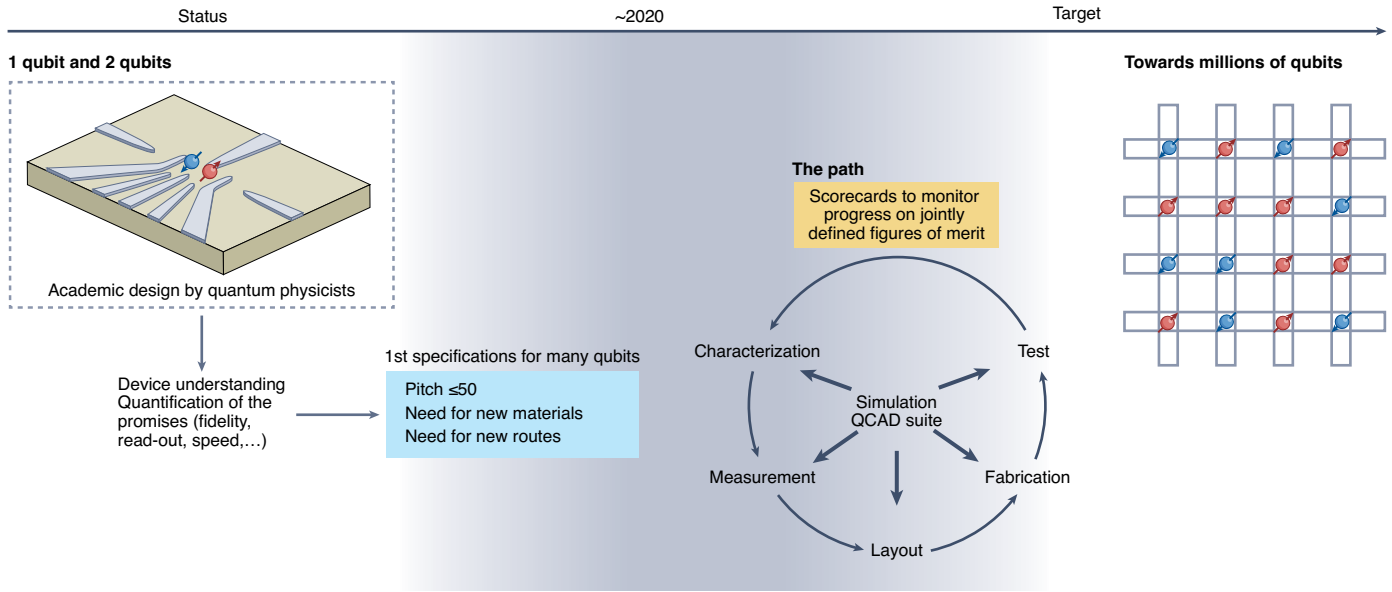 Status
~2020
Target
1 qubit and 2 qubits
Academic design by quantum physicists
Device understanding
Quantification of the
promises (fidelity,
read-out, speed,...)
1st specifications for many qubits
Pitch ≤50
Need for new materials
Need for new routes
The path
Scorecards to monitor
progress on jointly
defined figures of merit
Characterization
Test
Simulation
QCAD suite
Measurement
Fabrication
Layout
Towards millions of qubits